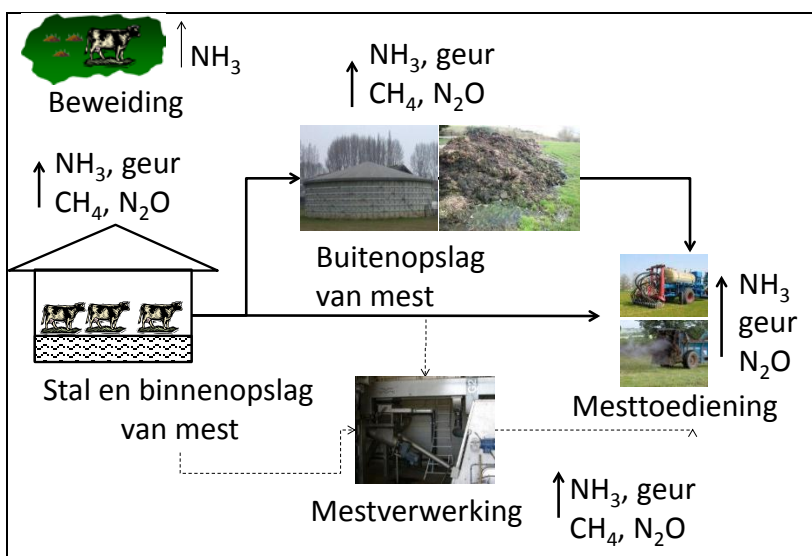 NH₃
Beweiding
NH₃, geur
CH₄, N₂O
NH₃, geur
CH₄, N₂O
Buitenopslag
van mest
Stal en binnenopslag
van mest
NH₃
geur
N₂O
Mesttoediening
Mestverwerking
NH₃, geur
CH₄, N₂O